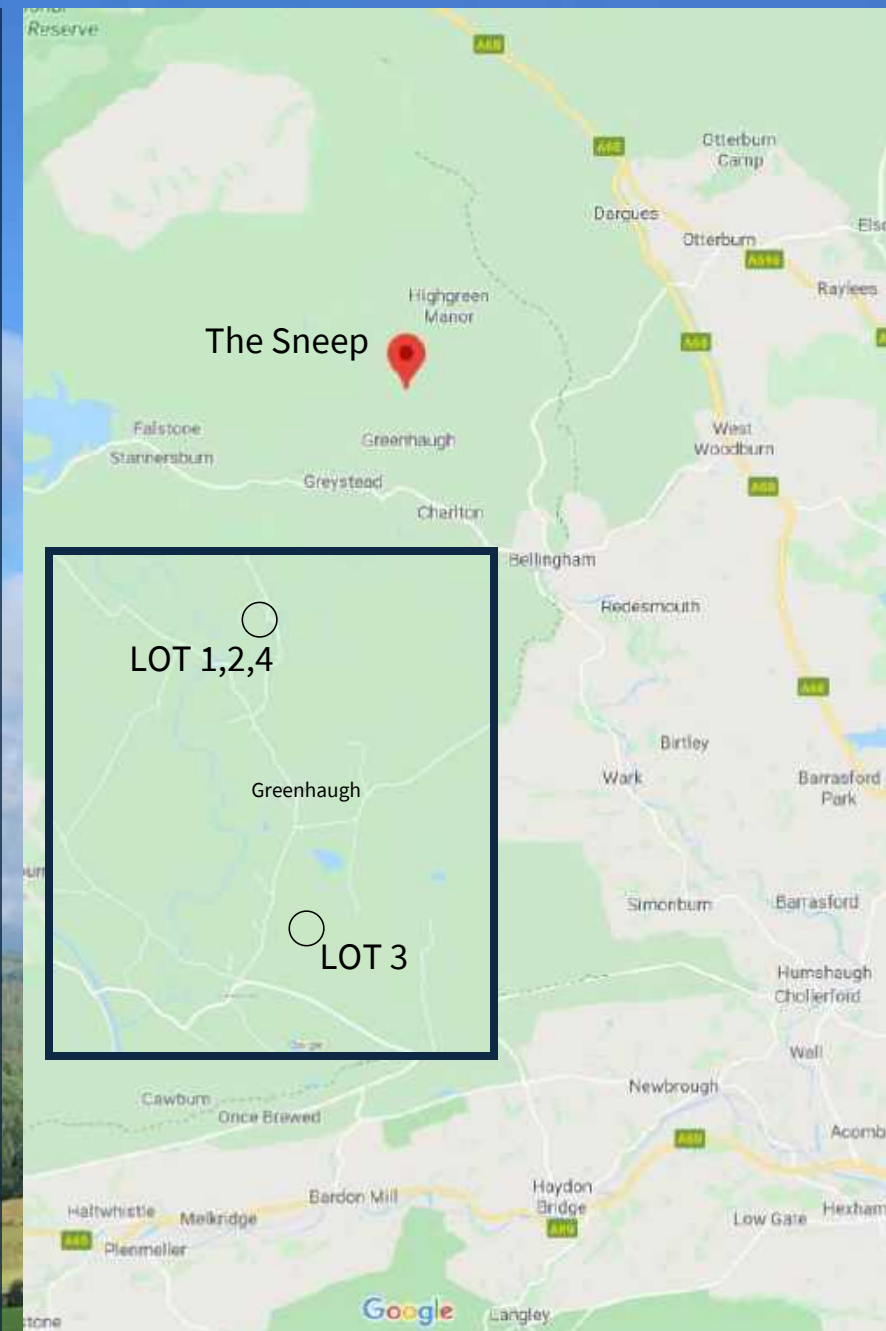 Reserve
A68
A68
Otterburn
Camp
Dargues
Otterburn
A696
Raylees
Highgreen
Manor
The Sneep
A68
Falstone
Stannersburn
Greenhaugh
West
Woodburn
Greystead
A68
Charlton
Bellingham
Redesmouth
LOT 1,2,4
A68
Birtley
Wark
Barrasford
Park
Greenhaugh
Simonburn
Barrasford
LOT 3
Humshaugh
Chollerford
Wall
Newbrough
Cawburn
Once Brewed
Acomb
A69
Haydon
Bridge
Bardon Mill
Haltwhistle
Melkridge
Low Gate
Hexham
A69
A69
Plenmeller
Google
Langley